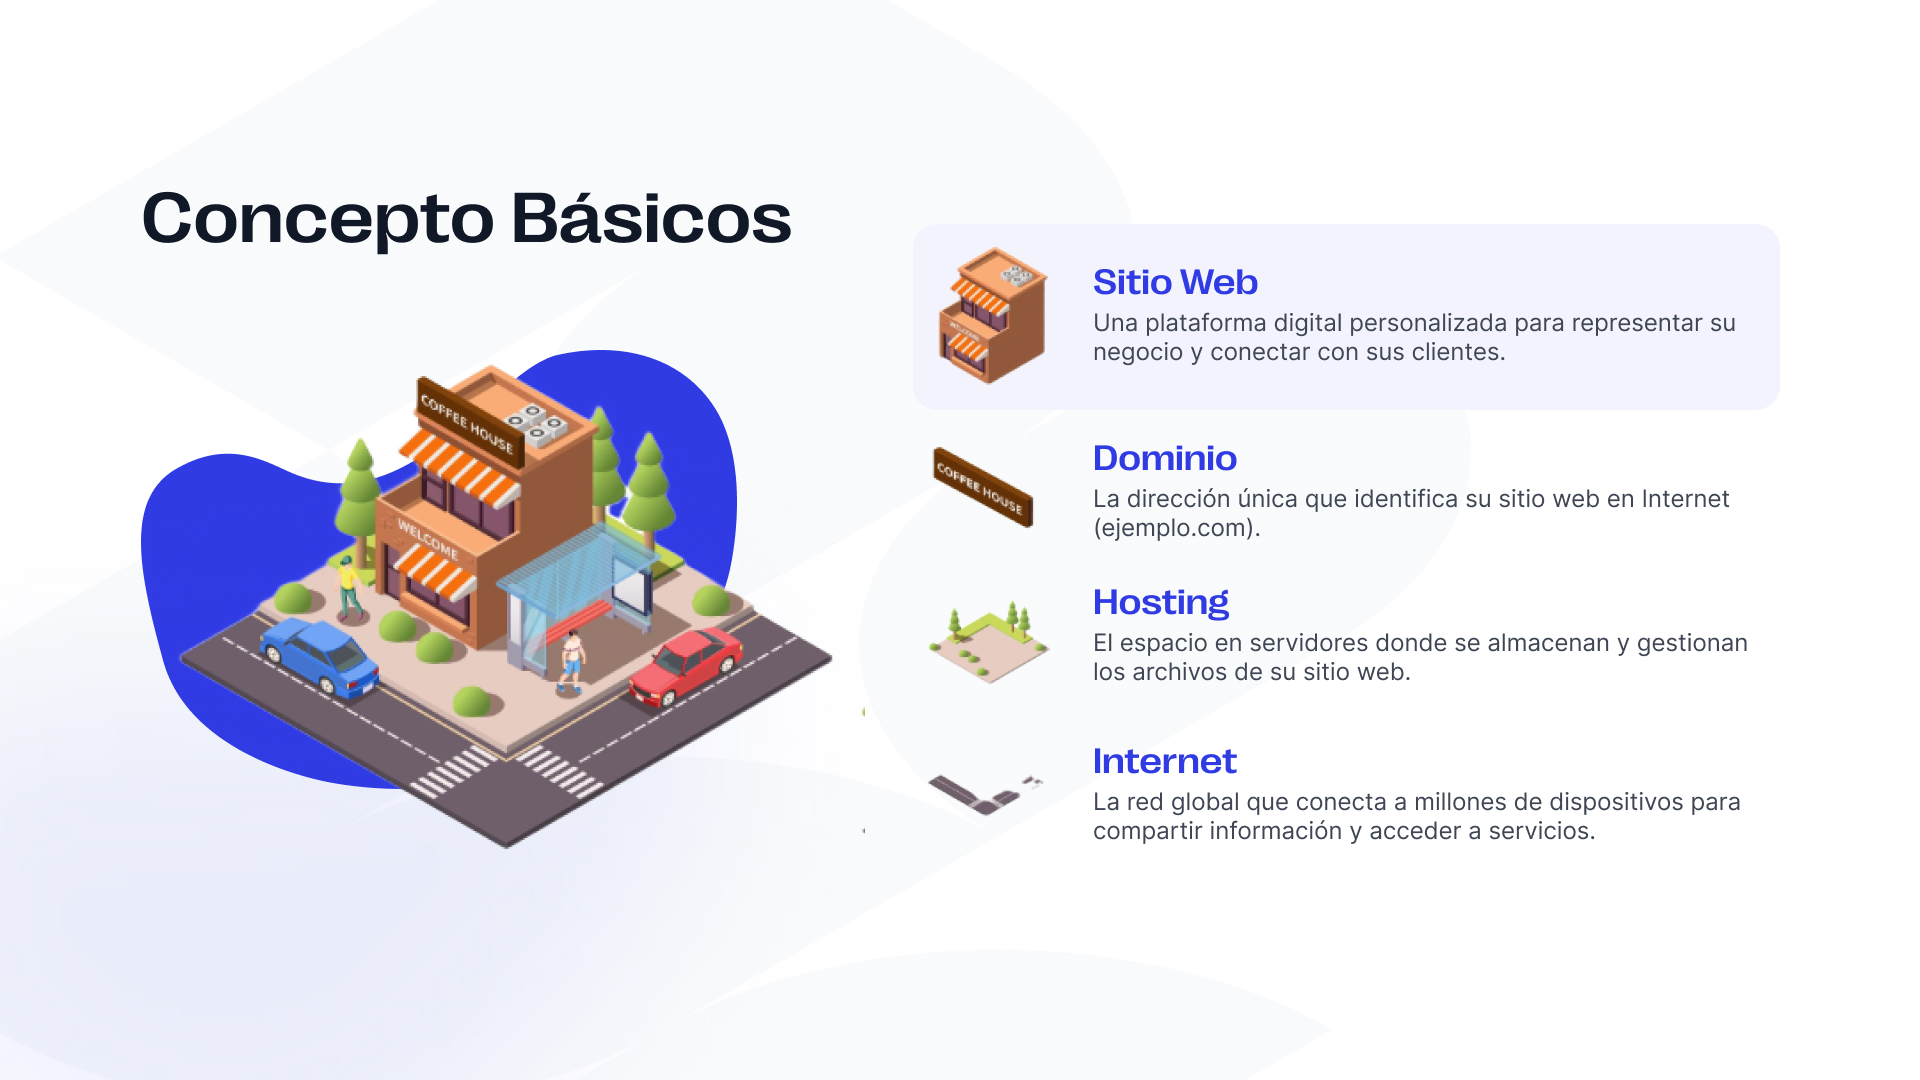 Concepto Básicos
COFFEE HOUSE
WELCOME
WELCOME
Sitio Web
Una plataforma digital personalizada para representar su
negocio y conectar con sus clientes.
COFFEE HOUSE
Dominio
La dirección única que identifica su sitio web en Internet
(ejemplo.com).
Hosting
El espacio en servidores donde se almacenan y gestionan
los archivos de su sitio web.
Internet
La red global que conecta a millones de dispositivos para
compartir información y acceder a servicios.